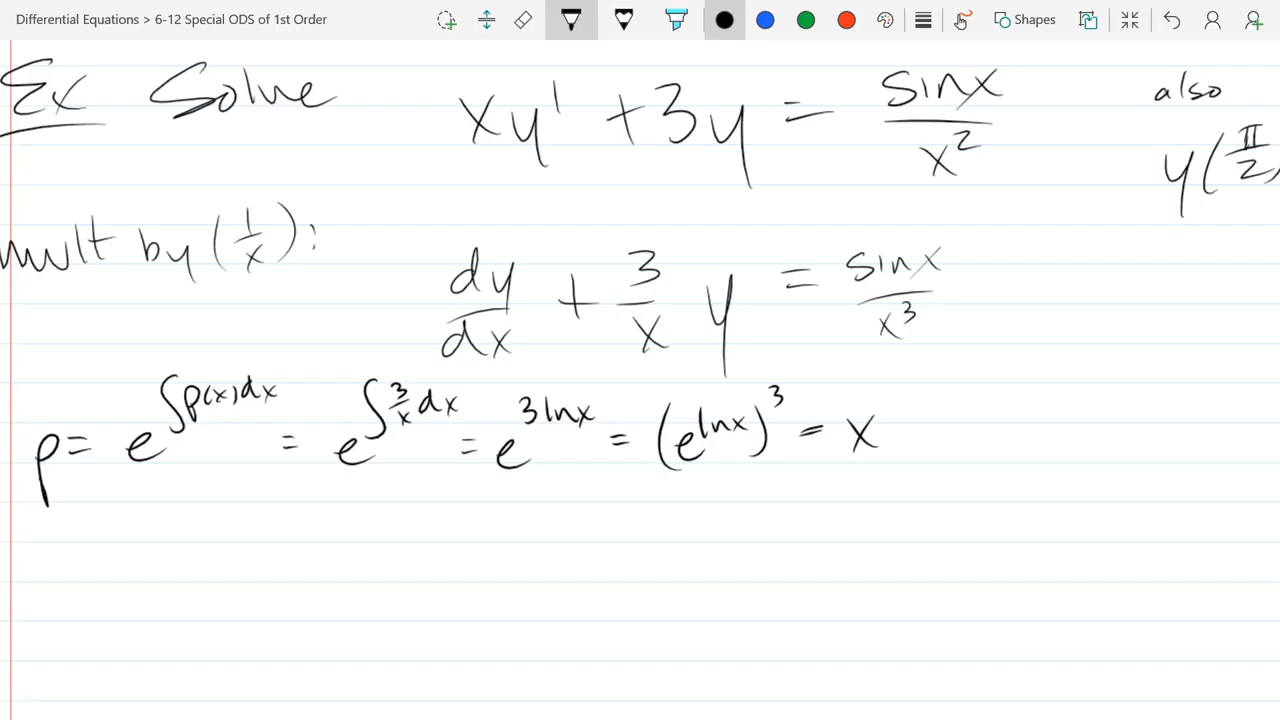 Differential Equations > 6-12 Special ODS of 1st Order
Shapes
Ex Solve xy' + 3y = sinx/x² also y(π/2)
mult by (1/x): dy/dx + 3/x y = sinx/x³
ρ = e^∫p(x)dx = e^∫3/x dx = e^3lnx = (e^lnx)³ = x